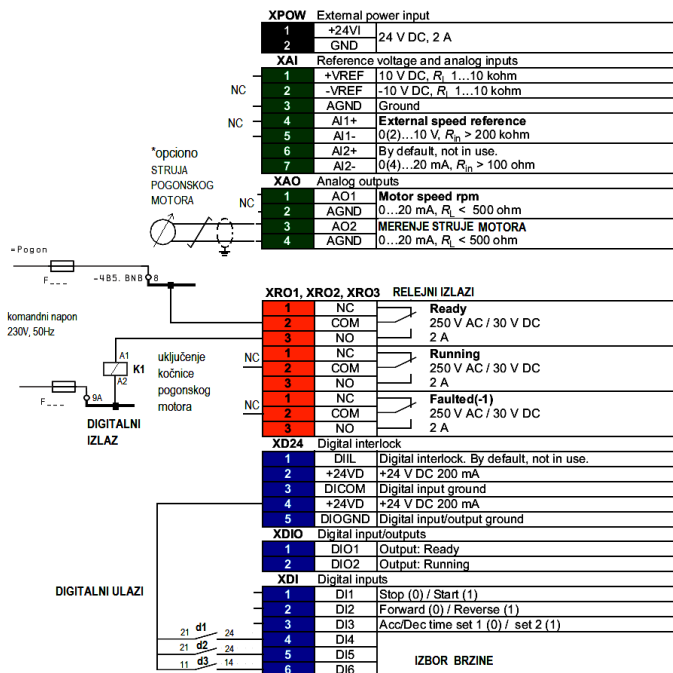 XPOW External power input
1 +24VI 24 V DC, 2 A
2 GND
XAI Reference voltage and analog inputs
1 +VREF 10 V DC, RL 1...10 kohm
NC 2 -VREF -10 V DC, RL 1...10 kohm
3 AGND Ground
NC 4 AI1+ External speed reference
5 AI1- 0(2)...10 V, Rin > 200 kohm
6 AI2+ By default, not in use.
7 AI2- 0(4)...20 mA, Rin > 100 ohm
*opciono
STRUJA
POGONSKOG
MOTORA
XAO Analog outputs
NC 1 AO1 Motor speed rpm
2 AGND 0...20 mA, RL < 500 ohm
3 AO2 MERENJE STRUJE MOTORA
4 AGND 0...20 mA, RL < 500 ohm
=Pogon
F___
-4B5.BNB 8
komandni napon
230V, 50Hz
A1
K1
A2
F___
9A
DIGITALNI
IZLAZ
uključenje
kočnice
pogonskog
motora
XRO1, XRO2, XRO3 RELEJNI IZLAZI
1 NC Ready
2 COM 250 V AC / 30 V DC
3 NO 2 A
NC 1 NC Running
2 COM 250 V AC / 30 V DC
3 NO 2 A
NC 1 NC Faulted(-1)
2 COM 250 V AC / 30 V DC
3 NO 2 A
XD24 Digital interlock
1 DIIL Digital interlock. By default, not in use.
2 +24VD +24 V DC 200 mA
3 DICOM Digital input ground
4 +24VD +24 V DC 200 mA
5 DIOGND Digital input/output ground
XDIO Digital input/outputs
1 DIO1 Output: Ready
2 DIO2 Output: Running
XDI Digital inputs
DIGITALNI ULAZI
1 DI1 Stop (0) / Start (1)
2 DI2 Forward (0) / Reverse (1)
3 DI3 Acc/Dec time set 1 (0) / set 2 (1)
21 d1 24 4 DI4
21 d2 24 5 DI5
11 d3 14 6 DI6
IZBOR BRZINE